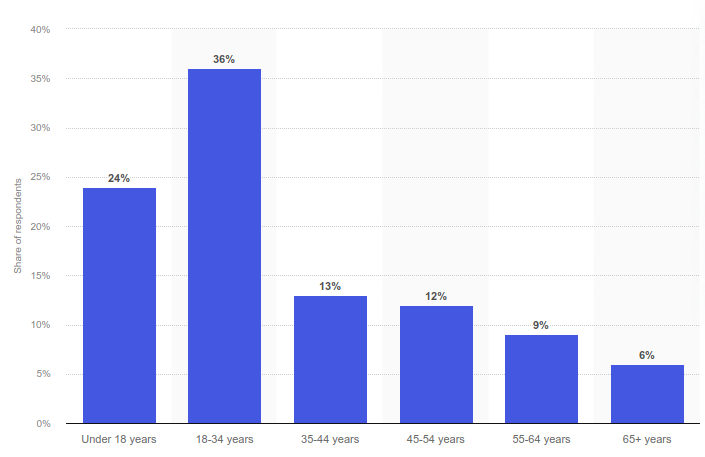 40%
35%
30%
25%
20%
15%
10%
5%
0%
Share of respondents
24%
36%
13%
12%
9%
6%
Under 18 years
18-34 years
35-44 years
45-54 years
55-64 years
65+ years